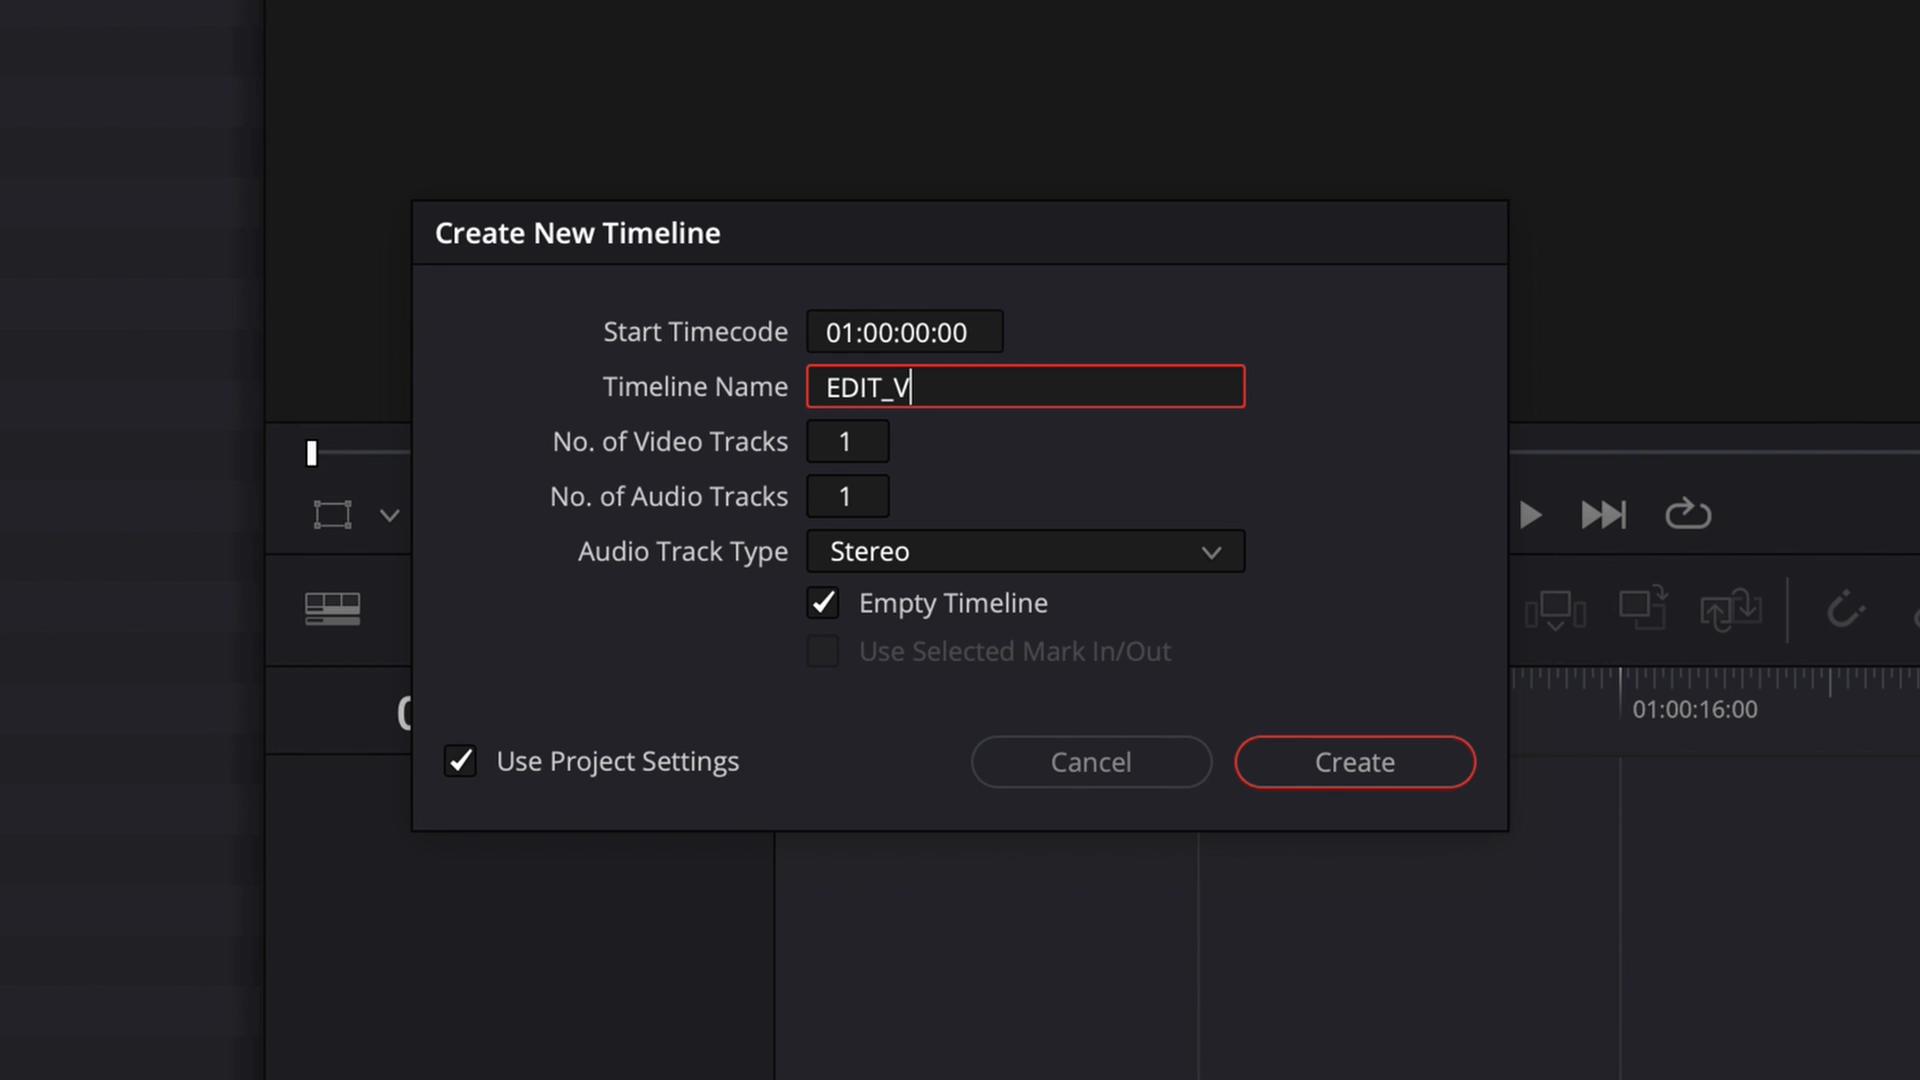 Create New Timeline
Start Timecode 01:00:00:00
Timeline Name EDIT_V
No. of Video Tracks 1
No. of Audio Tracks 1
Audio Track Type Stereo
Empty Timeline
Use Selected Mark In/Out
01:00:16:00
Use Project Settings Cancel Create